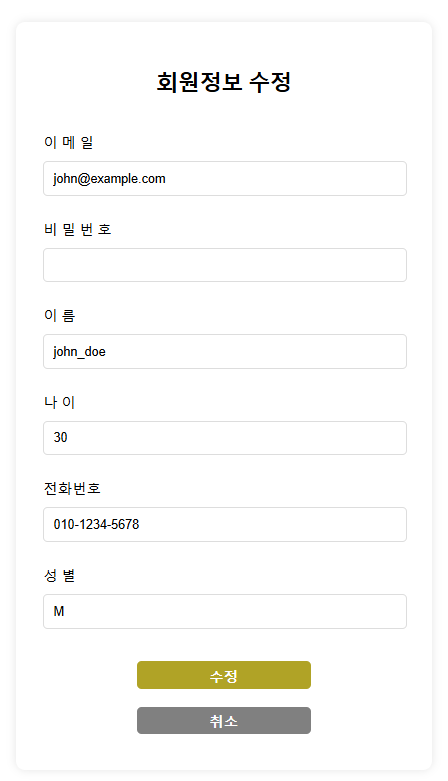 회원정보 수정
이 메 일
john@example.com
비 밀 번 호
이 름
john_doe
나 이
30
전화번호
010-1234-5678
성 별
M
수정
취소